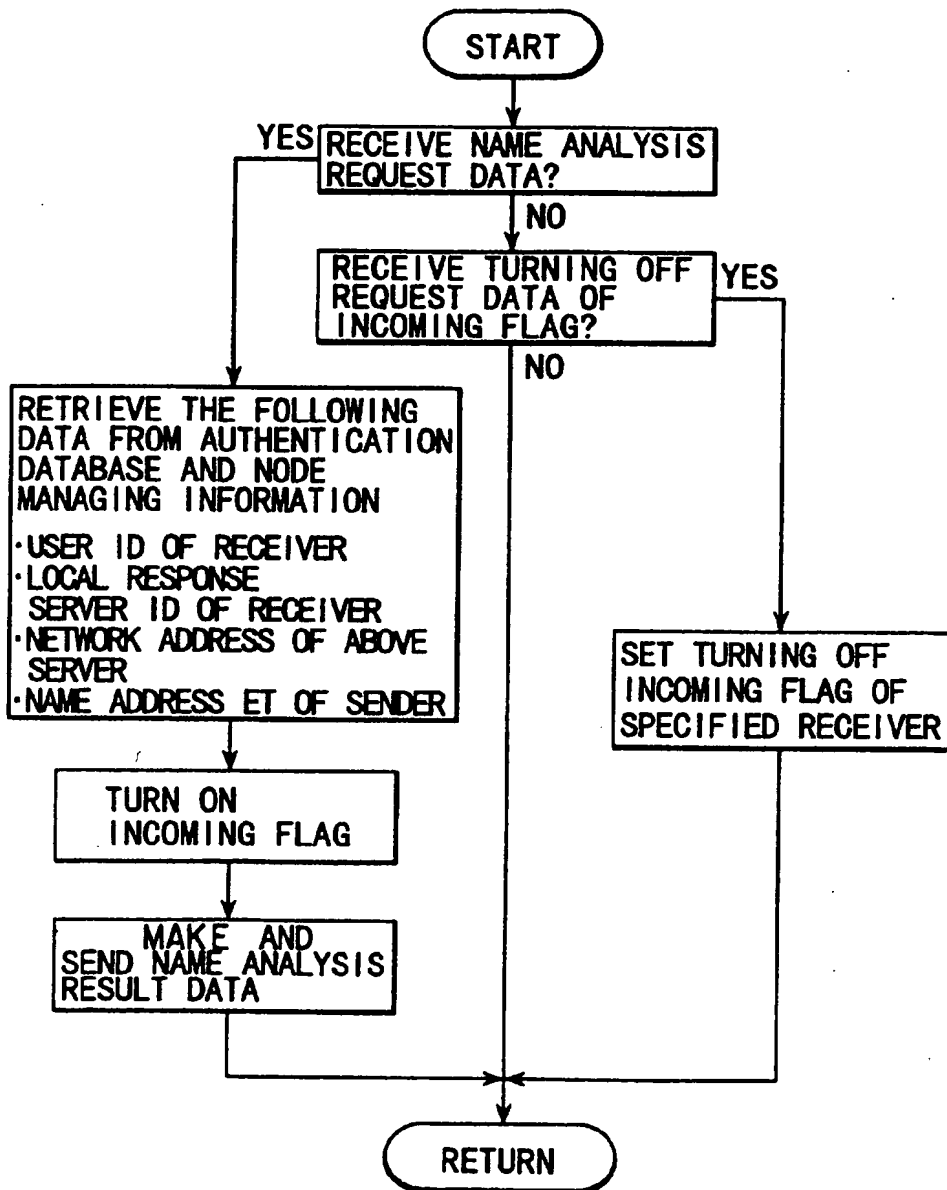 START
YES
RECEIVE NAME ANALYSIS
REQUEST DATA?
NO
RECEIVE TURNING OFF
REQUEST DATA OF
INCOMING FLAG?
YES
NO
RETRIEVE THE FOLLOWING
DATA FROM AUTHENTICATION
DATABASE AND NODE
MANAGING INFORMATION
·USER ID OF RECEIVER
·LOCAL RESPONSE
SERVER ID OF RECEIVER
·NETWORK ADDRESS OF ABOVE
SERVER
·NAME ADDRESS ET OF SENDER
SET TURNING OFF
INCOMING FLAG OF
SPECIFIED RECEIVER
TURN ON
INCOMING FLAG
MAKE AND
SEND NAME ANALYSIS
RESULT DATA
RETURN